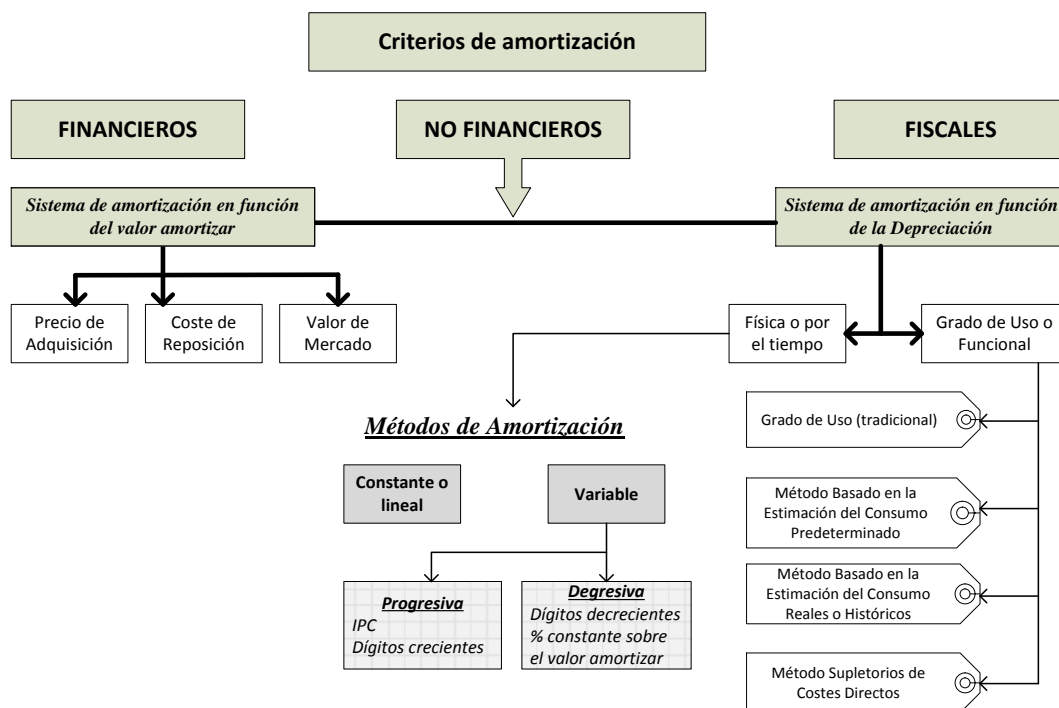 Criterios de amortización
FINANCIEROS
NO FINANCIEROS
FISCALES
Sistema de amortización en función
del valor amortizar
Sistema de amortización en función
de la Depreciación
Precio de
Adquisición
Coste de
Reposición
Valor de
Mercado
Física o por
el tiempo
Grado de Uso o
Funcional
Métodos de Amortización
Constante o
lineal
Variable
Progresiva
IPC
Dígitos crecientes
Degresiva
Dígitos decrecientes
% constante sobre
el valor amortizar
Grado de Uso (tradicional)
Método Basado en la
Estimación del Consumo
Predeterminado
Método Basado en la
Estimación del Consumo
Reales o Históricos
Método Supletorios de
Costes Directos